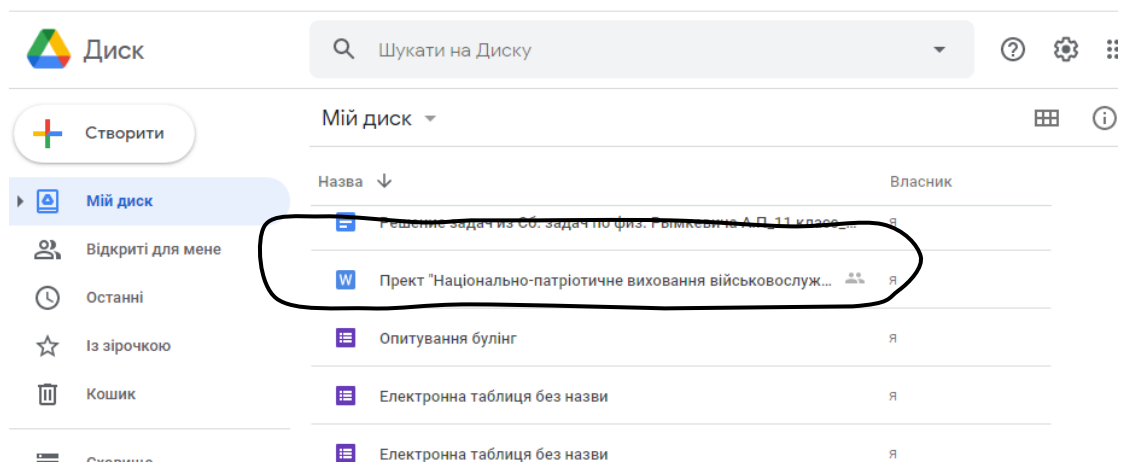 Диск
Шукати на Диску
Створити
Мій диск
Назва
Власник
Мій диск
Решение задач из Сб. задач по физ. Рымкевича А.П_11 класс_...
я
Відкриті для мене
Прект "Національно-патріотичне виховання військовослуж...
я
Останні
Опитування булінг
я
Із зірочкою
Кошик
Електронна таблиця без назви
я
Електронна таблиця без назви
я